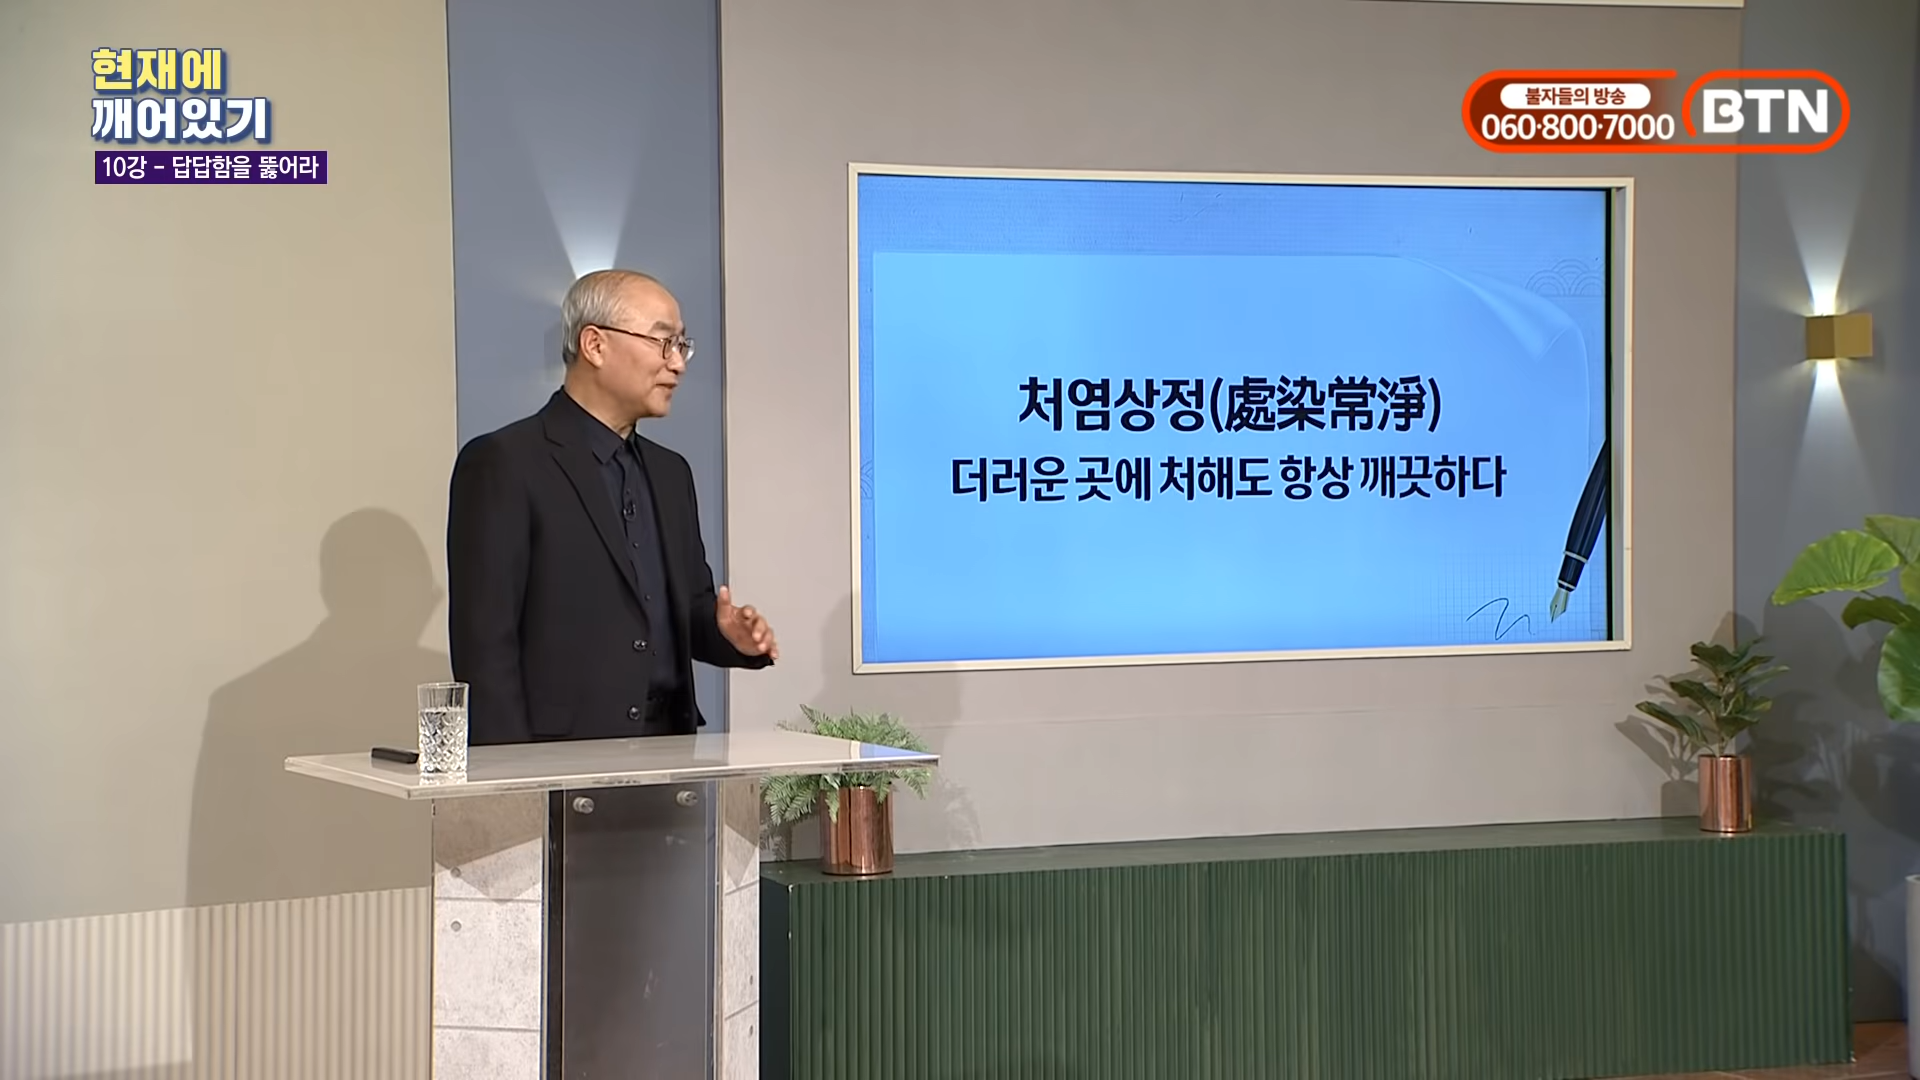 현재에
깨어있기
10강 - 답답함을 뚫어라
불자들의 방송
060·800·7000
BTN
처염상정(處染常淨)
더러운 곳에 처해도 항상 깨끗하다